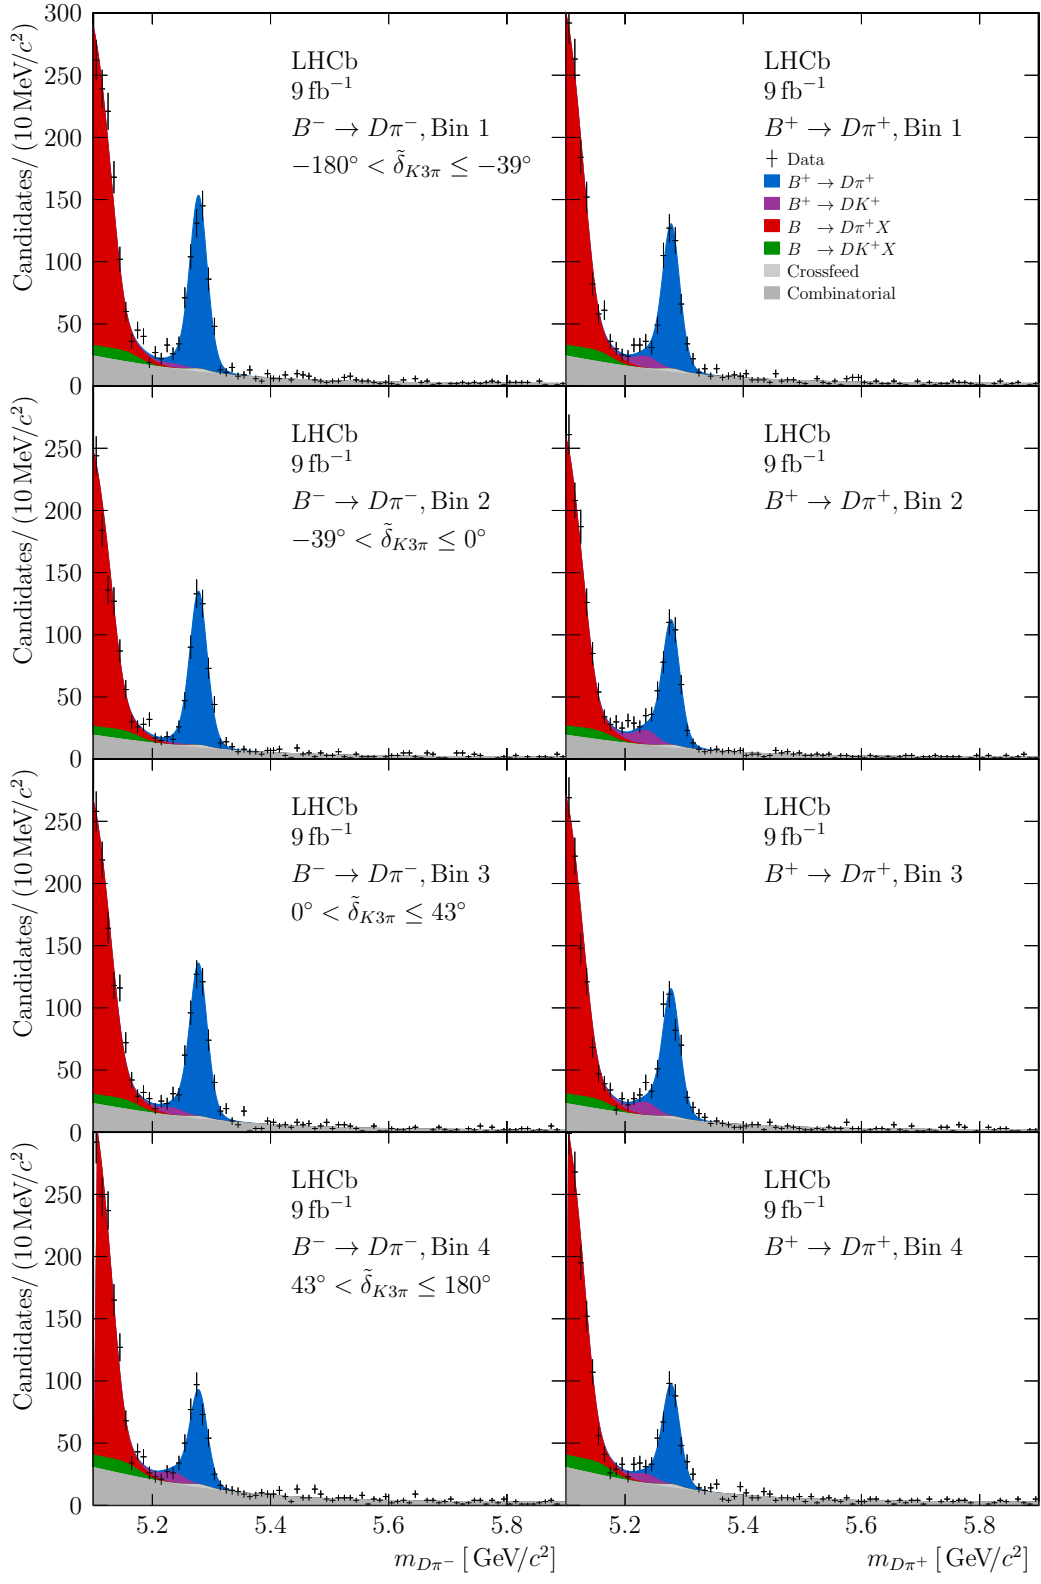 Candidates/ (10 MeV/c²)
300
250
200
150
100
50
0
LHCb
9 fb⁻¹
B⁻ → Dπ⁻, Bin 1
−180° < δ̃_{K3π} ≤ −39°
LHCb
9 fb⁻¹
B⁺ → Dπ⁺, Bin 1
Data
B⁺ → Dπ⁺
B⁺ → DK⁺
B → Dπ⁺X
B → DK⁺X
Crossfeed
Combinatorial
Candidates/ (10 MeV/c²)
250
200
150
100
50
0
LHCb
9 fb⁻¹
B⁻ → Dπ⁻, Bin 2
−39° < δ̃_{K3π} ≤ 0°
LHCb
9 fb⁻¹
B⁺ → Dπ⁺, Bin 2
Candidates/ (10 MeV/c²)
250
200
150
100
50
0
LHCb
9 fb⁻¹
B⁻ → Dπ⁻, Bin 3
0° < δ̃_{K3π} ≤ 43°
LHCb
9 fb⁻¹
B⁺ → Dπ⁺, Bin 3
Candidates/ (10 MeV/c²)
250
200
150
100
50
0
LHCb
9 fb⁻¹
B⁻ → Dπ⁻, Bin 4
43° < δ̃_{K3π} ≤ 180°
LHCb
9 fb⁻¹
B⁺ → Dπ⁺, Bin 4
5.2 5.4 5.6 5.8
5.2 5.4 5.6 5.8
m_{Dπ⁻} [GeV/c²]
m_{Dπ⁺} [GeV/c²]